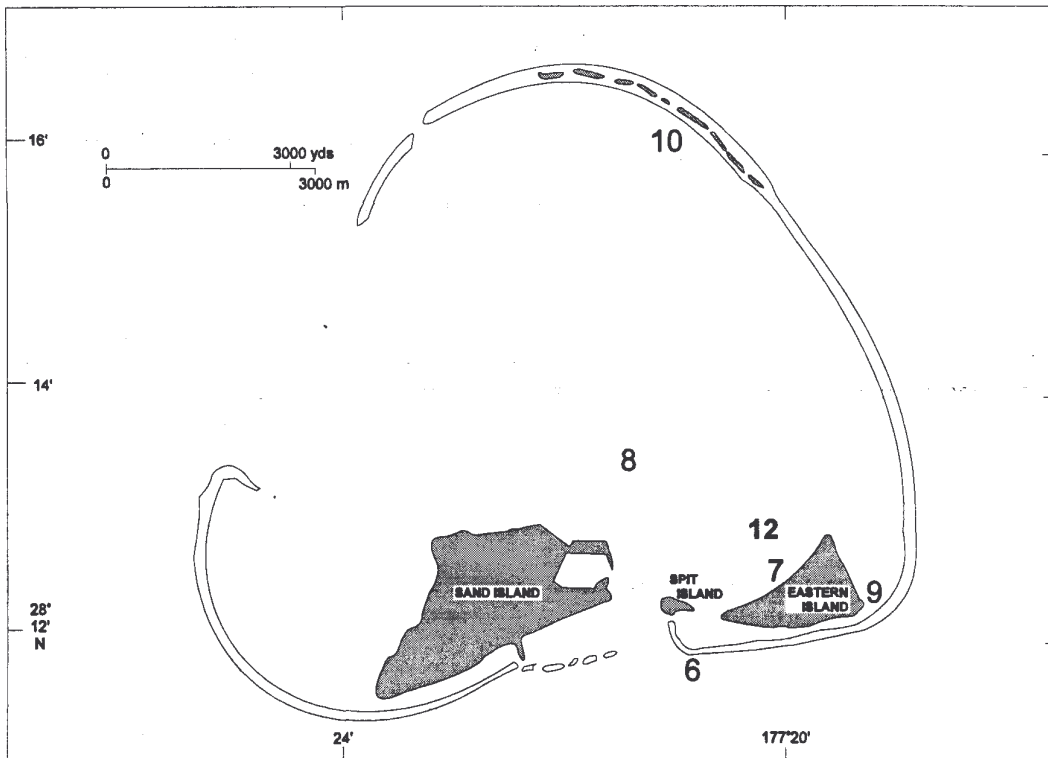 10
16'
0 3000 yds
0 3000 m
14'
8
12
7
SPIT
ISLAND
SAND ISLAND
EASTERN
ISLAND
9
28°
12'
N
6
24'
177°20'